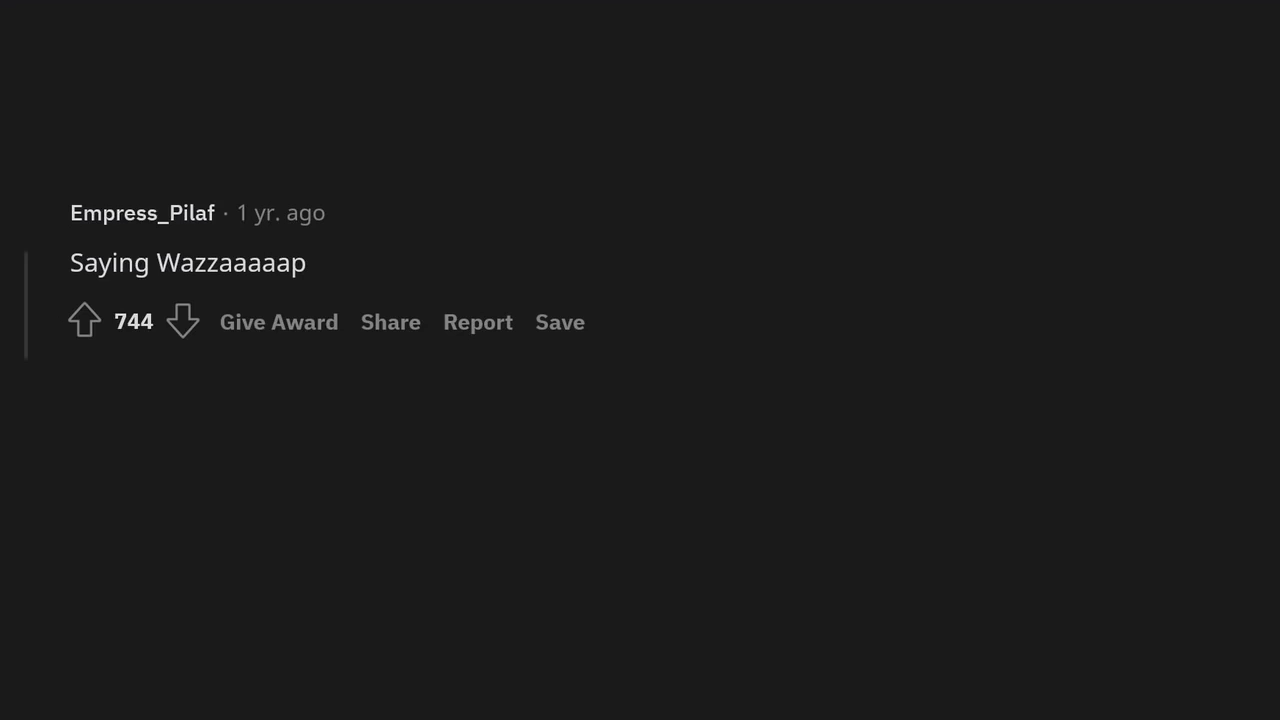 Empress_Pilaf · 1 yr. ago
Saying Wazzaaaaap
744 Give Award Share Report Save